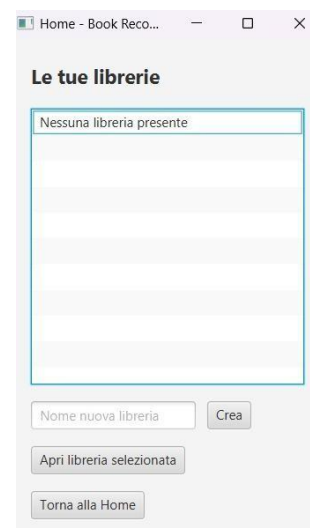 Home - Book Reco...
Le tue librerie
Nessuna libreria presente
Nome nuova libreria
Crea
Apri libreria selezionata
Torna alla Home